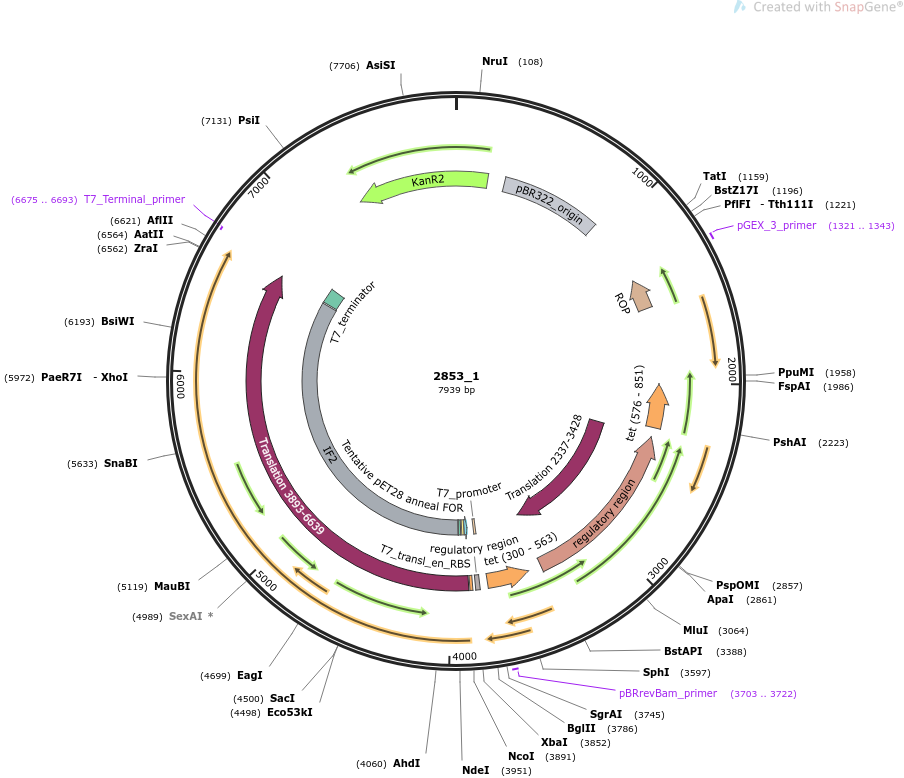 Created with SnapGene®
(7706) AsiSI
NruI (108)
(7131) PsiI
1000
TatI (1159)
BstZ17I (1196)
PflFI - Tth111I (1221)
pGEX_3_primer (1321 .. 1343)
7000
(6675 .. 6693) T7_Terminal_primer
(6621) AflII
(6564) AatII
(6562) ZraI
KanR2
pBR322_origin
ROP
T7_terminator
(6193) BsiWI
(5972) PaeR7I - XhoI
6000
2853_1
7939 bp
2000
PpuMI (1958)
FspAI (1986)
tet (576 - 851)
PshAI (2223)
(5633) SnaBI
Translation 3893-6639
IF2
Tentative pET28 anneal FOR
T7_promoter
Translation 2337-3428
regulatory region
regulatory region
T7_transl_en_RBS
tet (300 - 563)
(5119) MauBI
5000
(4989) SexAI *
3000
PspOMI (2857)
ApaI (2861)
MluI (3064)
BstAPI (3388)
SphI (3597)
pBRrevBam_primer (3703 .. 3722)
SgrAI (3745)
BglII (3786)
XbaI (3852)
NcoI (3891)
NdeI (3951)
4000
(4060) AhdI
(4699) EagI
(4500) SacI
(4498) Eco53kI